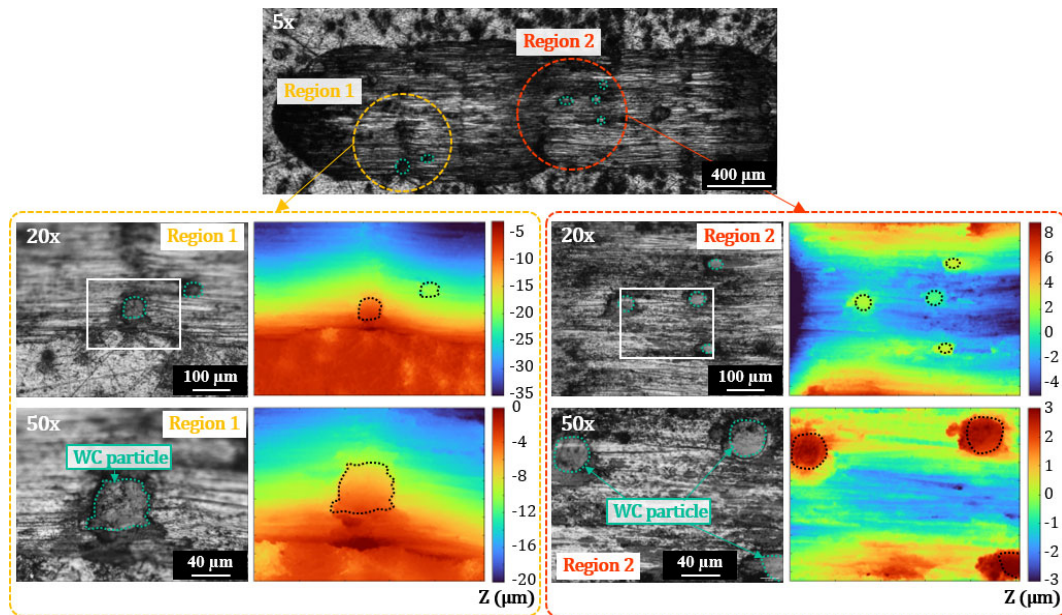 5x
Region 2
Region 1
400 μm
20x
Region 1
100 μm
-5
-10
-15
-20
-25
-30
-35
20x
Region 2
100 μm
8
6
4
2
0
-2
-4
50x
Region 1
WC particle
40 μm
0
-4
-8
-12
-16
-20
Z (μm)
50x
WC particle
Region 2
40 μm
3
2
1
0
-1
-2
-3
Z (μm)